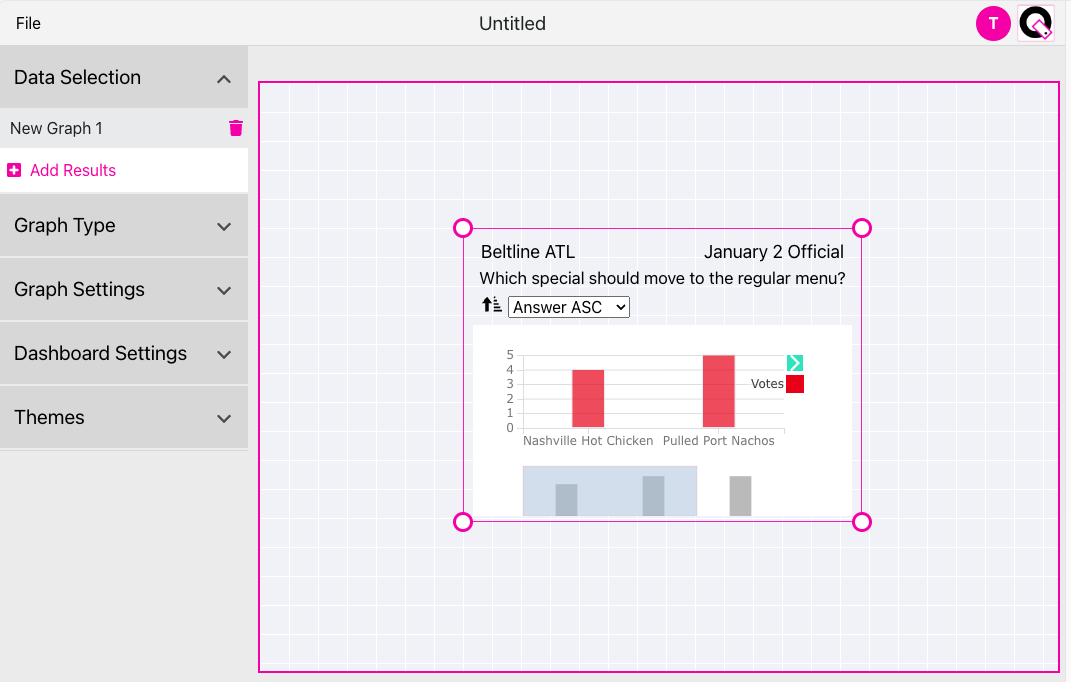 File
Untitled
T
Data Selection
New Graph 1
Add Results
Graph Type
Graph Settings
Dashboard Settings
Themes
Beltline ATL
January 2 Official
Which special should move to the regular menu?
Answer ASC
5
4
3
2
1
0
Votes
Nashville Hot Chicken
Pulled Port Nachos